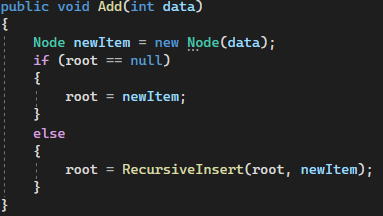 public void Add(int data)
{
    Node newItem = new Node(data);
    if (root == null)
    {
        root = newItem;
    }
    else
    {
        root = RecursiveInsert(root, newItem);
    }
}